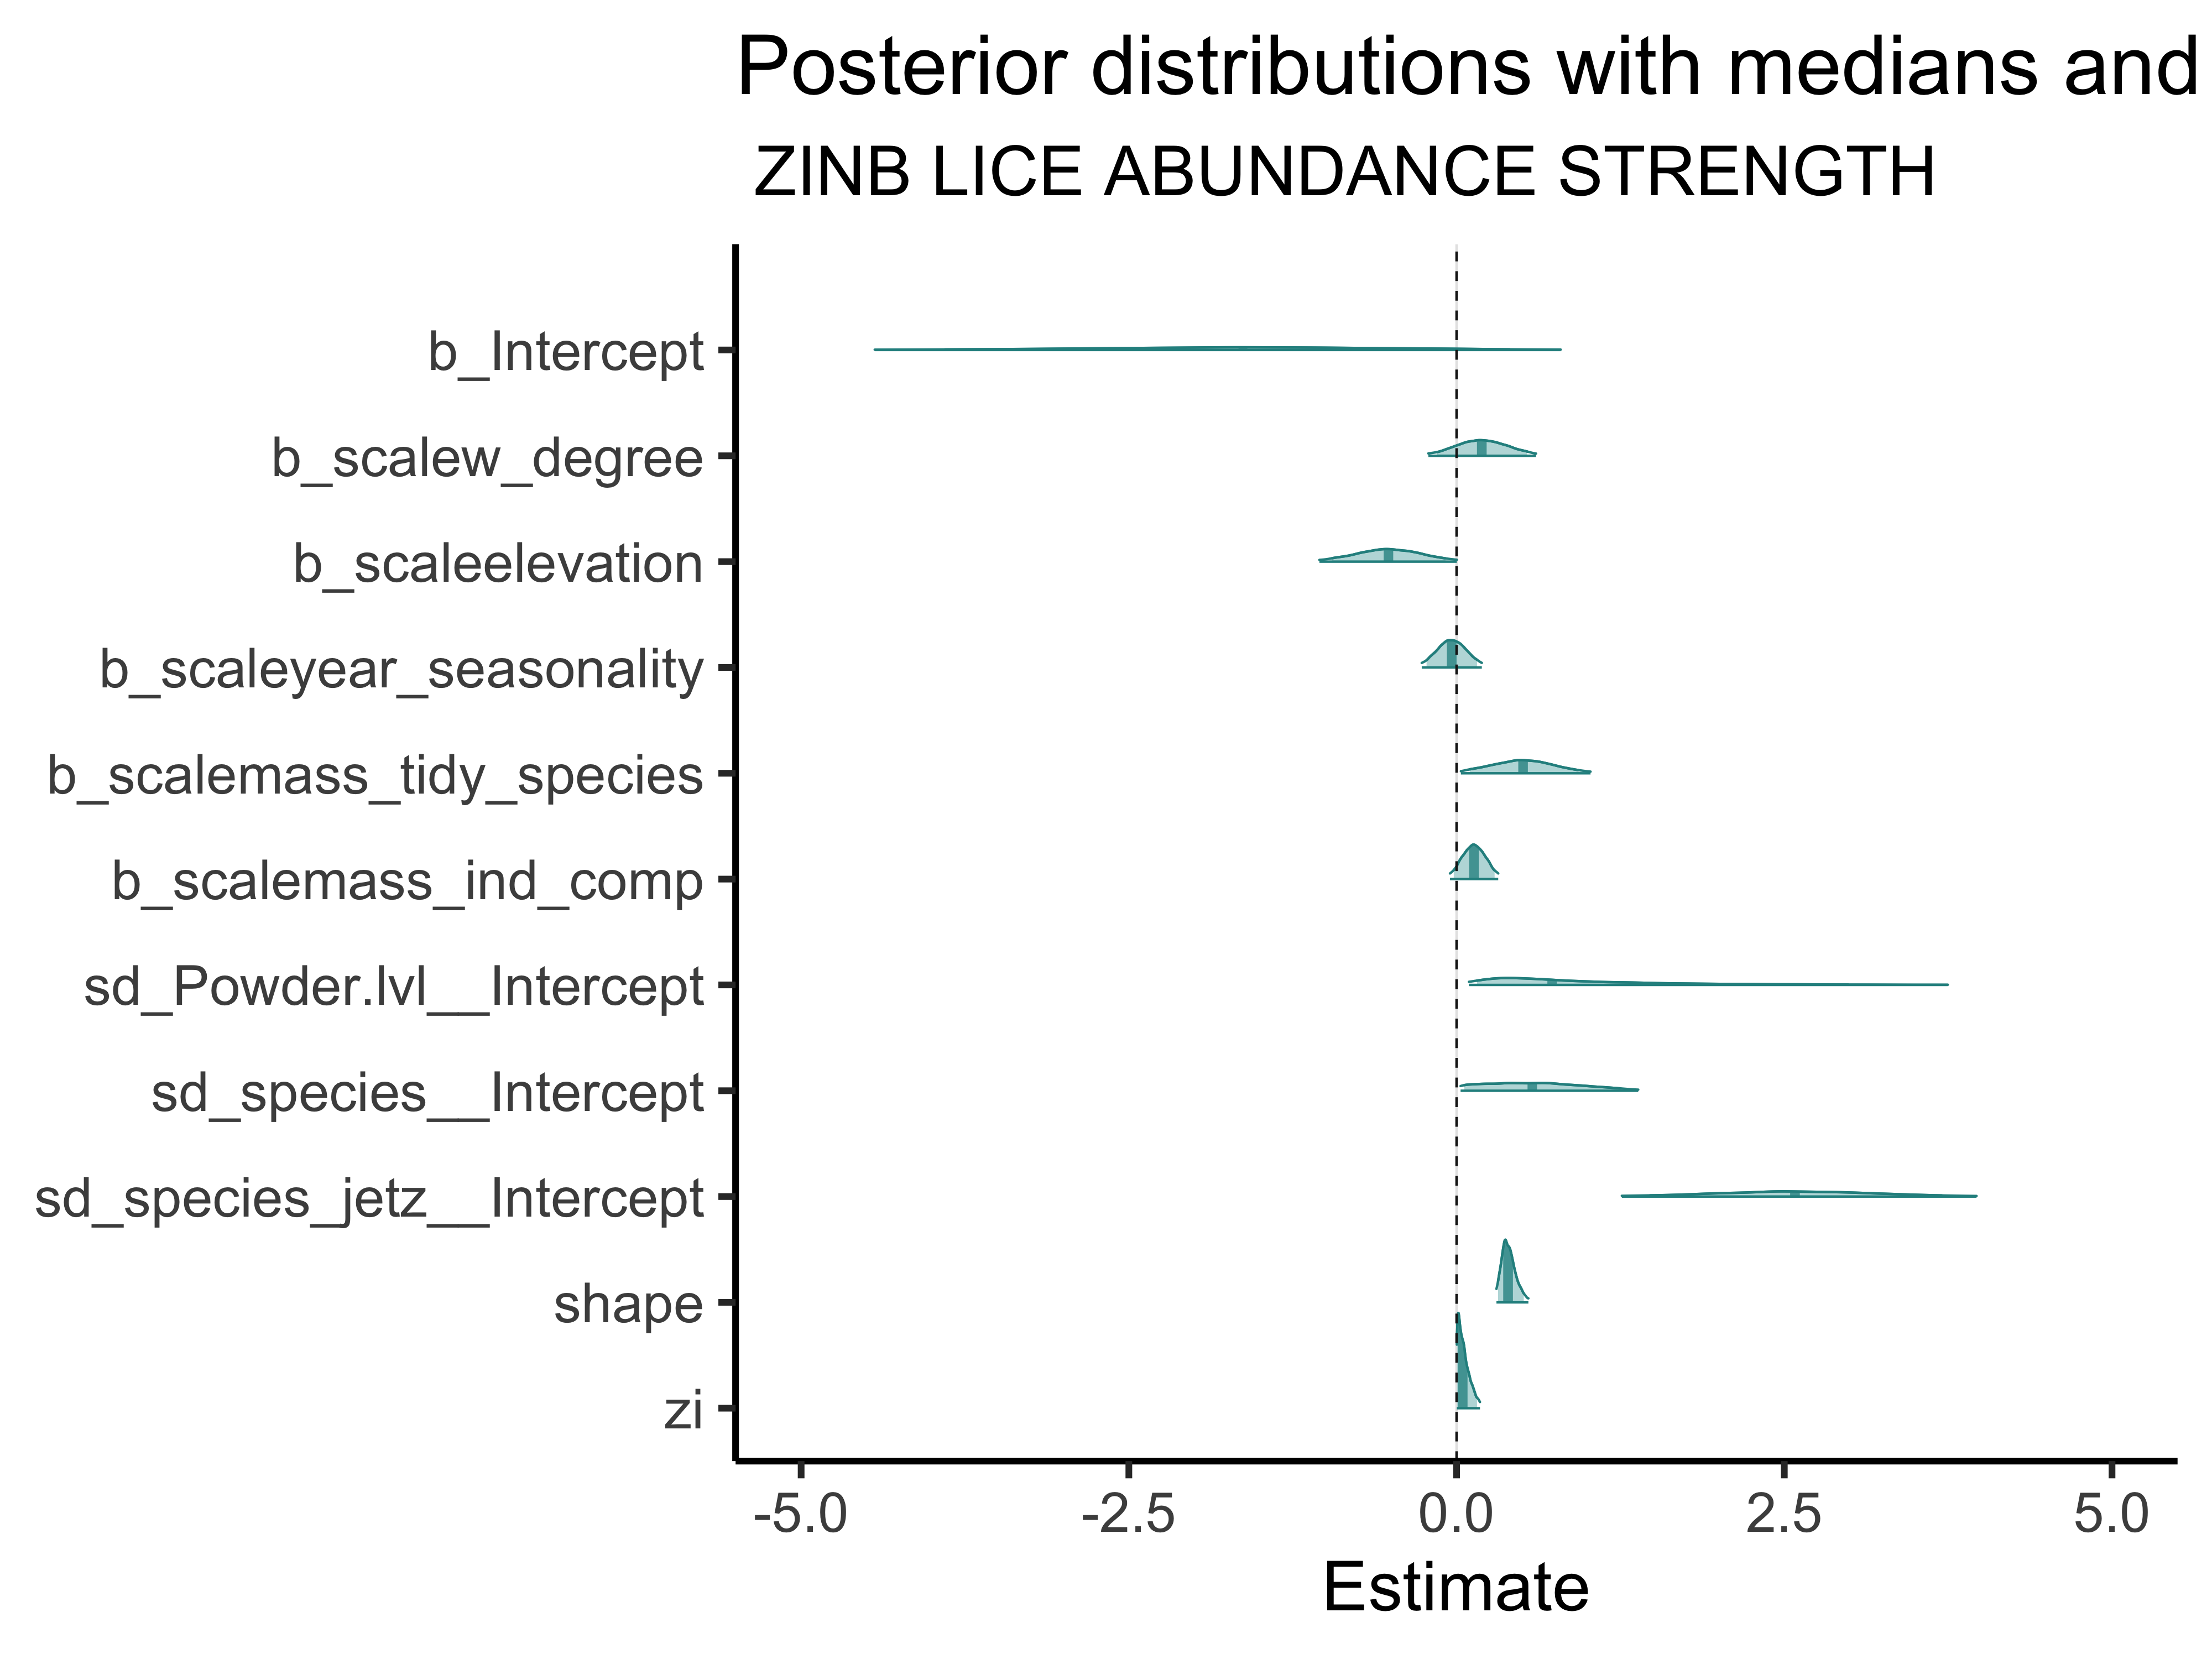 Posterior distributions with medians and
ZINB LICE ABUNDANCE STRENGTH
b_Intercept
b_scalew_degree
b_scaleelevation
b_scaleyear_seasonality
b_scalemass_tidy_species
b_scalemass_ind_comp
sd_Powder.lvl__Intercept
sd_species__Intercept
sd_species_jetz__Intercept
shape
zi
-5.0 -2.5 0.0 2.5 5.0
Estimate